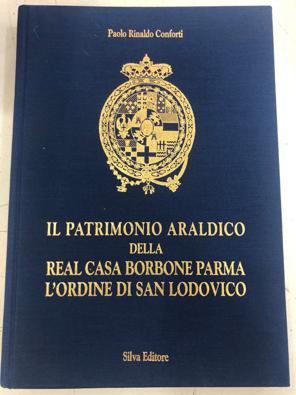 Paolo Rinaldo Conforti
IL PATRIMONIO ARALDICO
DELLA
REAL CASA BORBONE PARMA
L'ORDINE DI SAN LODOVICO
Silva Editore